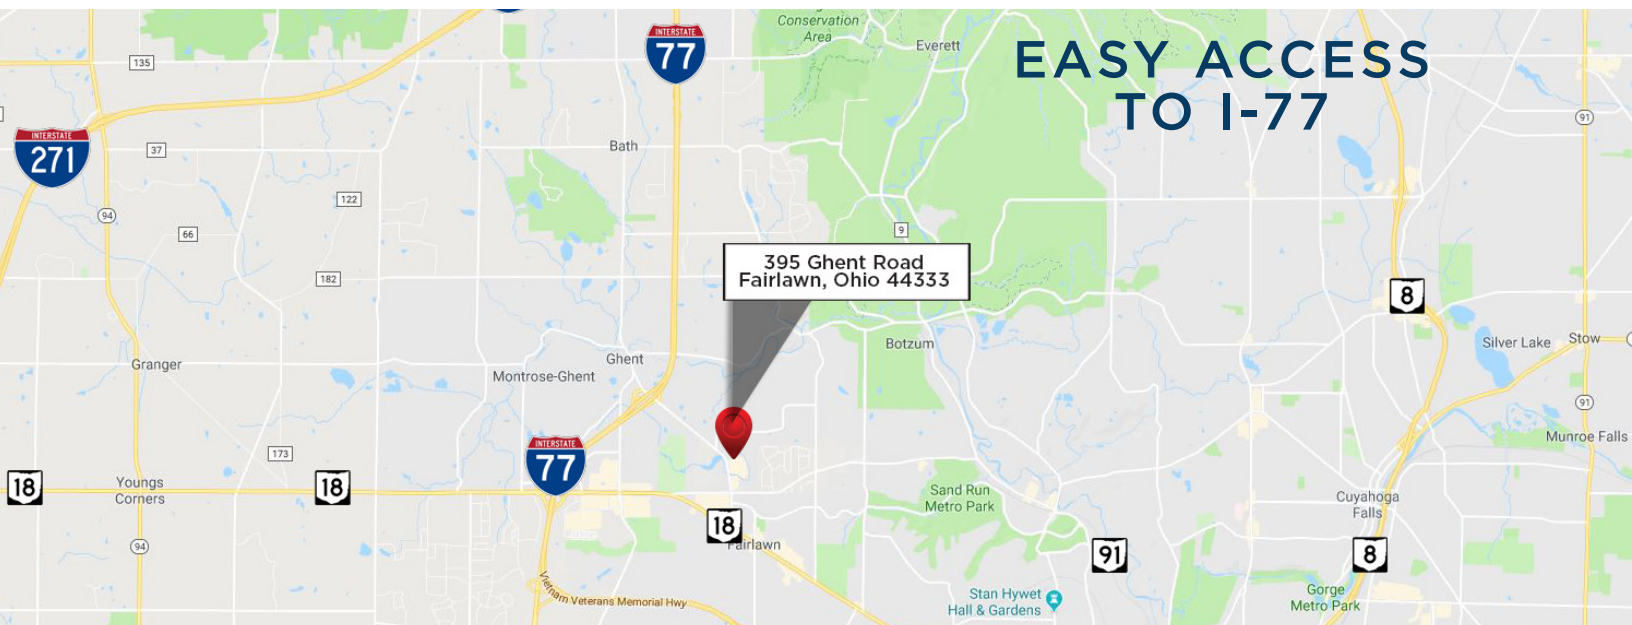 Conservation
Area
Everett
EASY ACCESS
TO I-77
INTERSTATE
77
135
91
INTERSTATE
271
37
Bath
122
94
66
9
182
395 Ghent Road
Fairlawn, Ohio 44333
8
Botzum
Silver Lake
Stow
Ghent
Granger
Montrose-Ghent
91
Munroe Falls
173
INTERSTATE
77
18
Youngs
Corners
18
Sand Run
Metro Park
Cuyahoga
Falls
18
Fairlawn
94
91
8
Vietnam Veterans Memorial Hwy
Stan Hywet
Hall & Gardens
Gorge
Metro Park